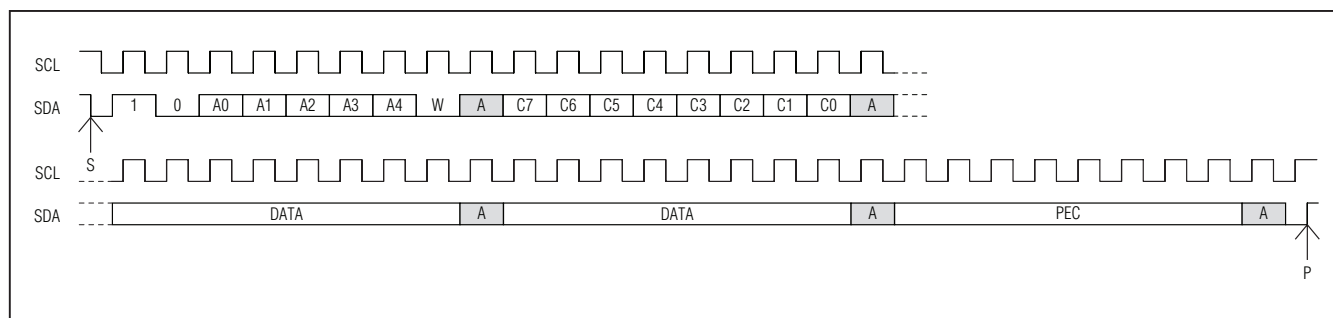 SCL
SDA 1 0 A0 A1 A2 A3 A4 W A C7 C6 C5 C4 C3 C2 C1 C0 A
S
SCL
SDA DATA A DATA A PEC A
P